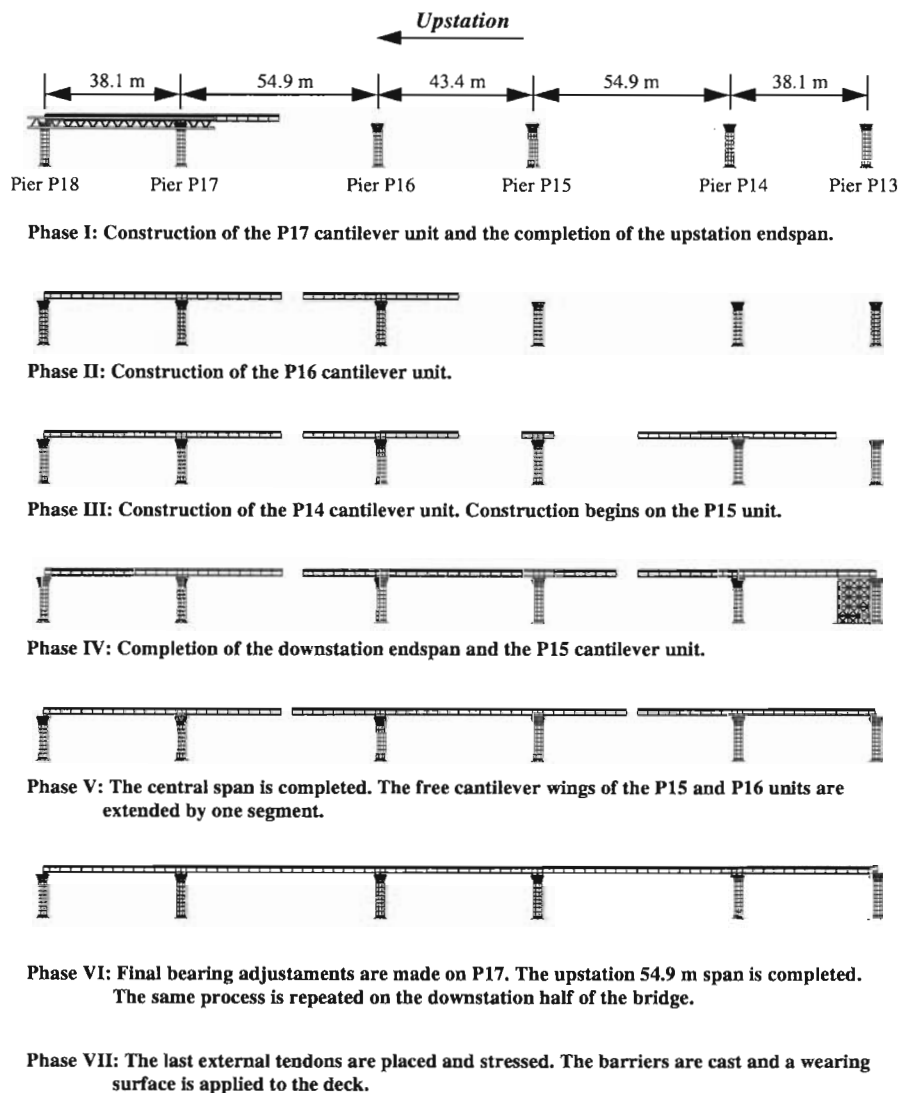 Upstation
38.1 m 54.9 m 43.4 m 54.9 m 38.1 m
Pier P18 Pier P17 Pier P16 Pier P15 Pier P14 Pier P13
Phase I: Construction of the P17 cantilever unit and the completion of the upstation endspan.
Phase II: Construction of the P16 cantilever unit.
Phase III: Construction of the P14 cantilever unit. Construction begins on the P15 unit.
Phase IV: Completion of the downstation endspan and the P15 cantilever unit.
Phase V: The central span is completed. The free cantilever wings of the P15 and P16 units are
extended by one segment.
Phase VI: Final bearing adjustaments are made on P17. The upstation 54.9 m span is completed.
The same process is repeated on the downstation half of the bridge.
Phase VII: The last external tendons are placed and stressed. The barriers are cast and a wearing
surface is applied to the deck.